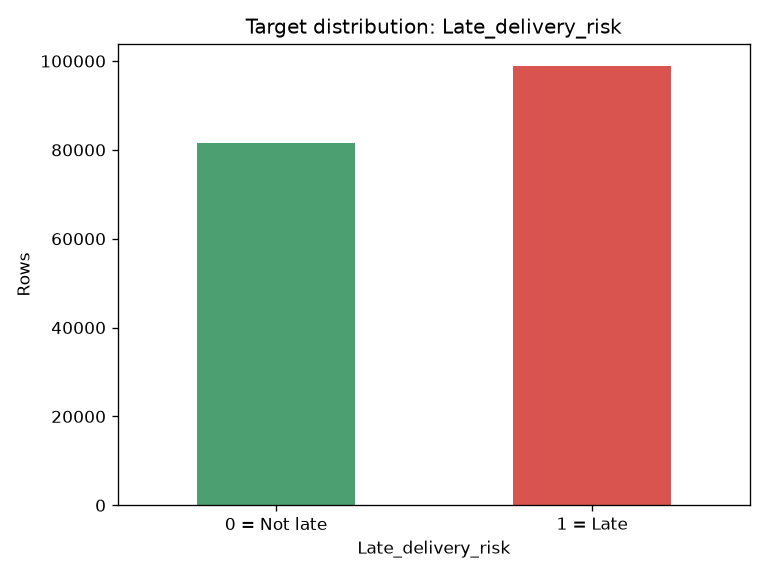 Target distribution: Late_delivery_risk
100000
80000
60000
40000
20000
0
Rows
0 = Not late
1 = Late
Late_delivery_risk